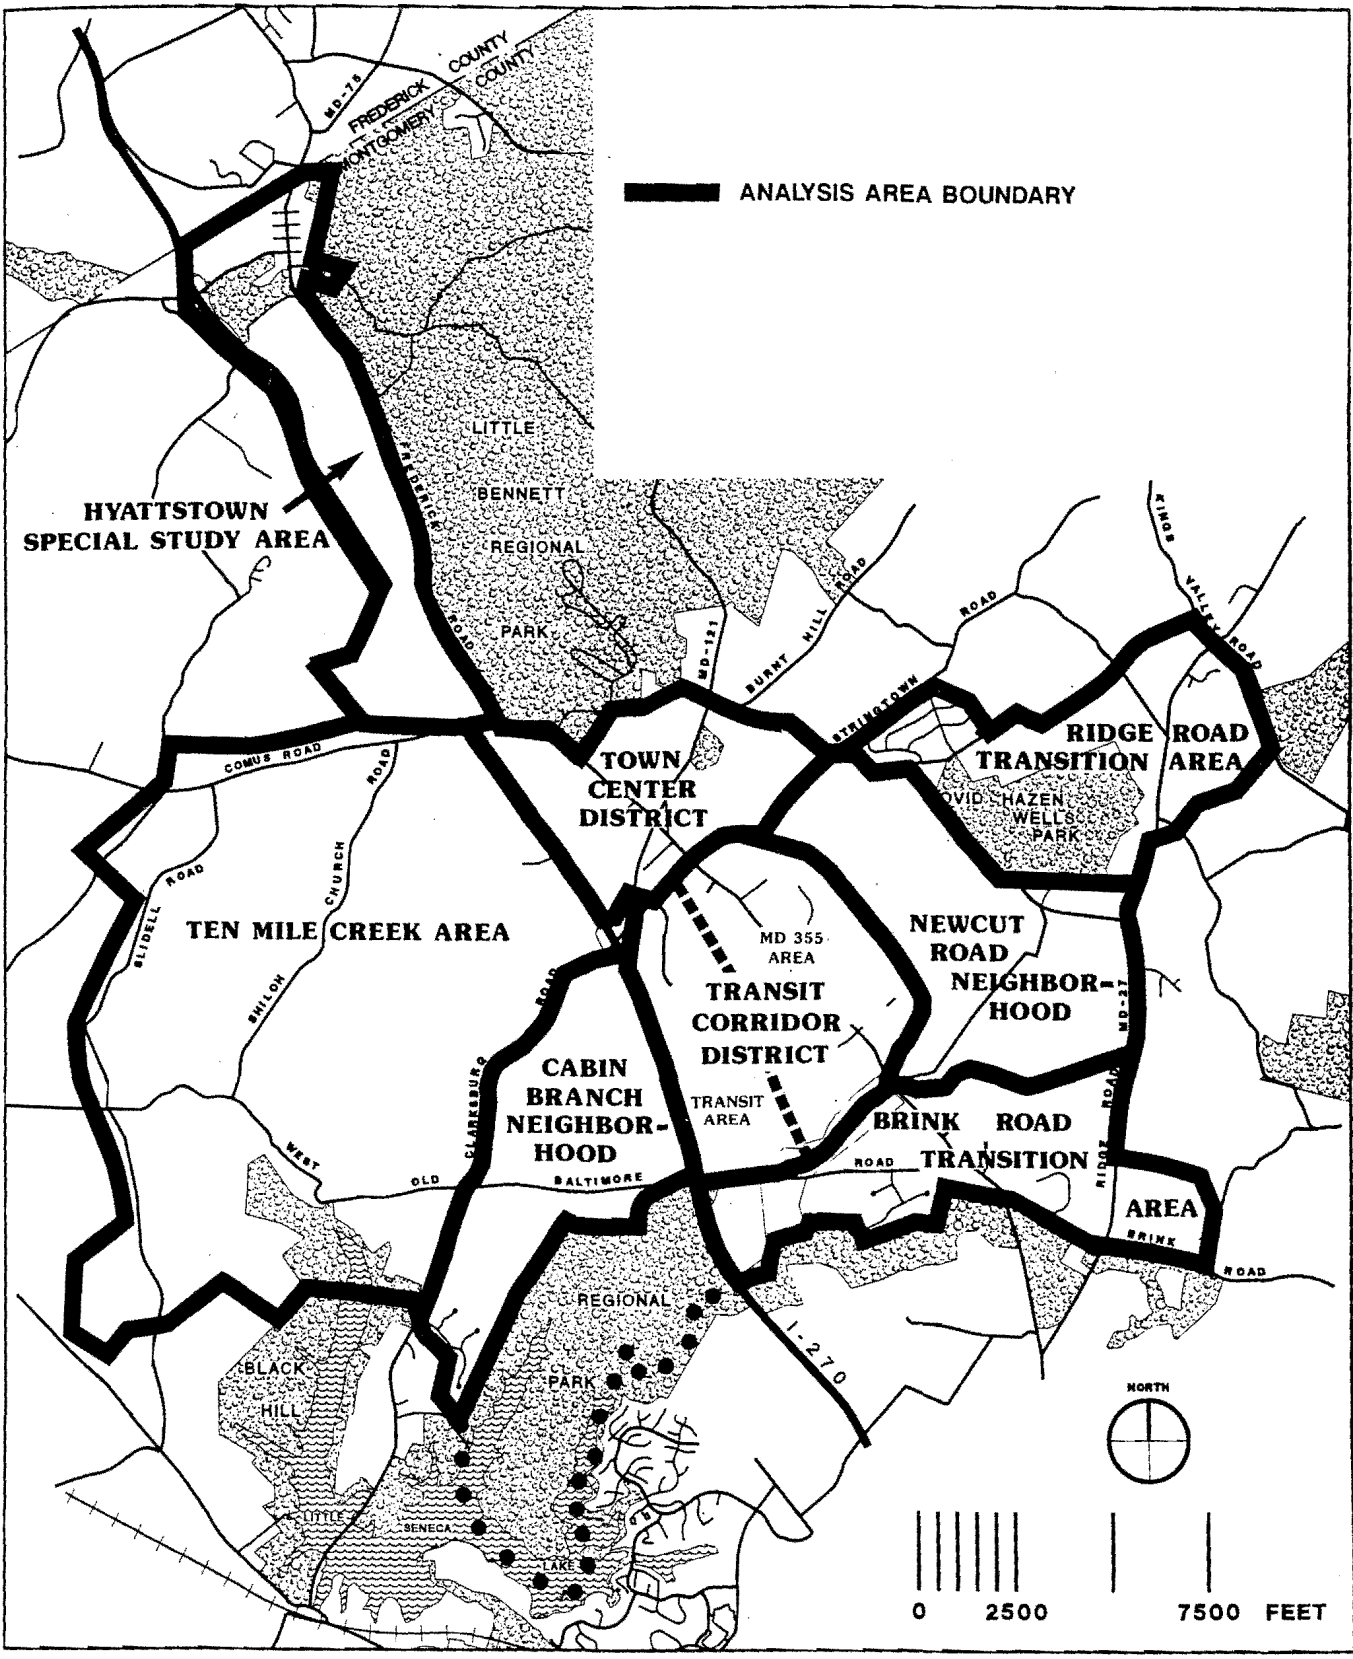 MD-75
FREDERICK COUNTY
MONTGOMERY COUNTY
ANALYSIS AREA BOUNDARY
LITTLE
BENNETT
REGIONAL
PARK
FREDERICK
ROAD
HYATTSTOWN
SPECIAL STUDY AREA
KINGS
VALLEY ROAD
MD-121
BURNT HILL ROAD
STRINGTOWN
ROAD
RIDGE ROAD
TRANSITION AREA
OVID HAZEN
WELLS
PARK
TOWN
CENTER
DISTRICT
COMUS ROAD
SLIDELL
ROAD
SHILOH
CHURCH
ROAD
TEN MILE CREEK AREA
MD 355
AREA
TRANSIT
CORRIDOR
DISTRICT
TRANSIT
AREA
NEWCUT
ROAD
NEIGHBOR-
HOOD
MD-27
RIDGE ROAD
CLARKSBURG
ROAD
CABIN
BRANCH
NEIGHBOR-
HOOD
BRINK ROAD
TRANSITION
AREA
WEST
OLD
BALTIMORE
ROAD
BRINK
ROAD
REGIONAL
PARK
BLACK
HILL
I-270
LITTLE
SENECA
LAKE
NORTH
0 2500 7500 FEET